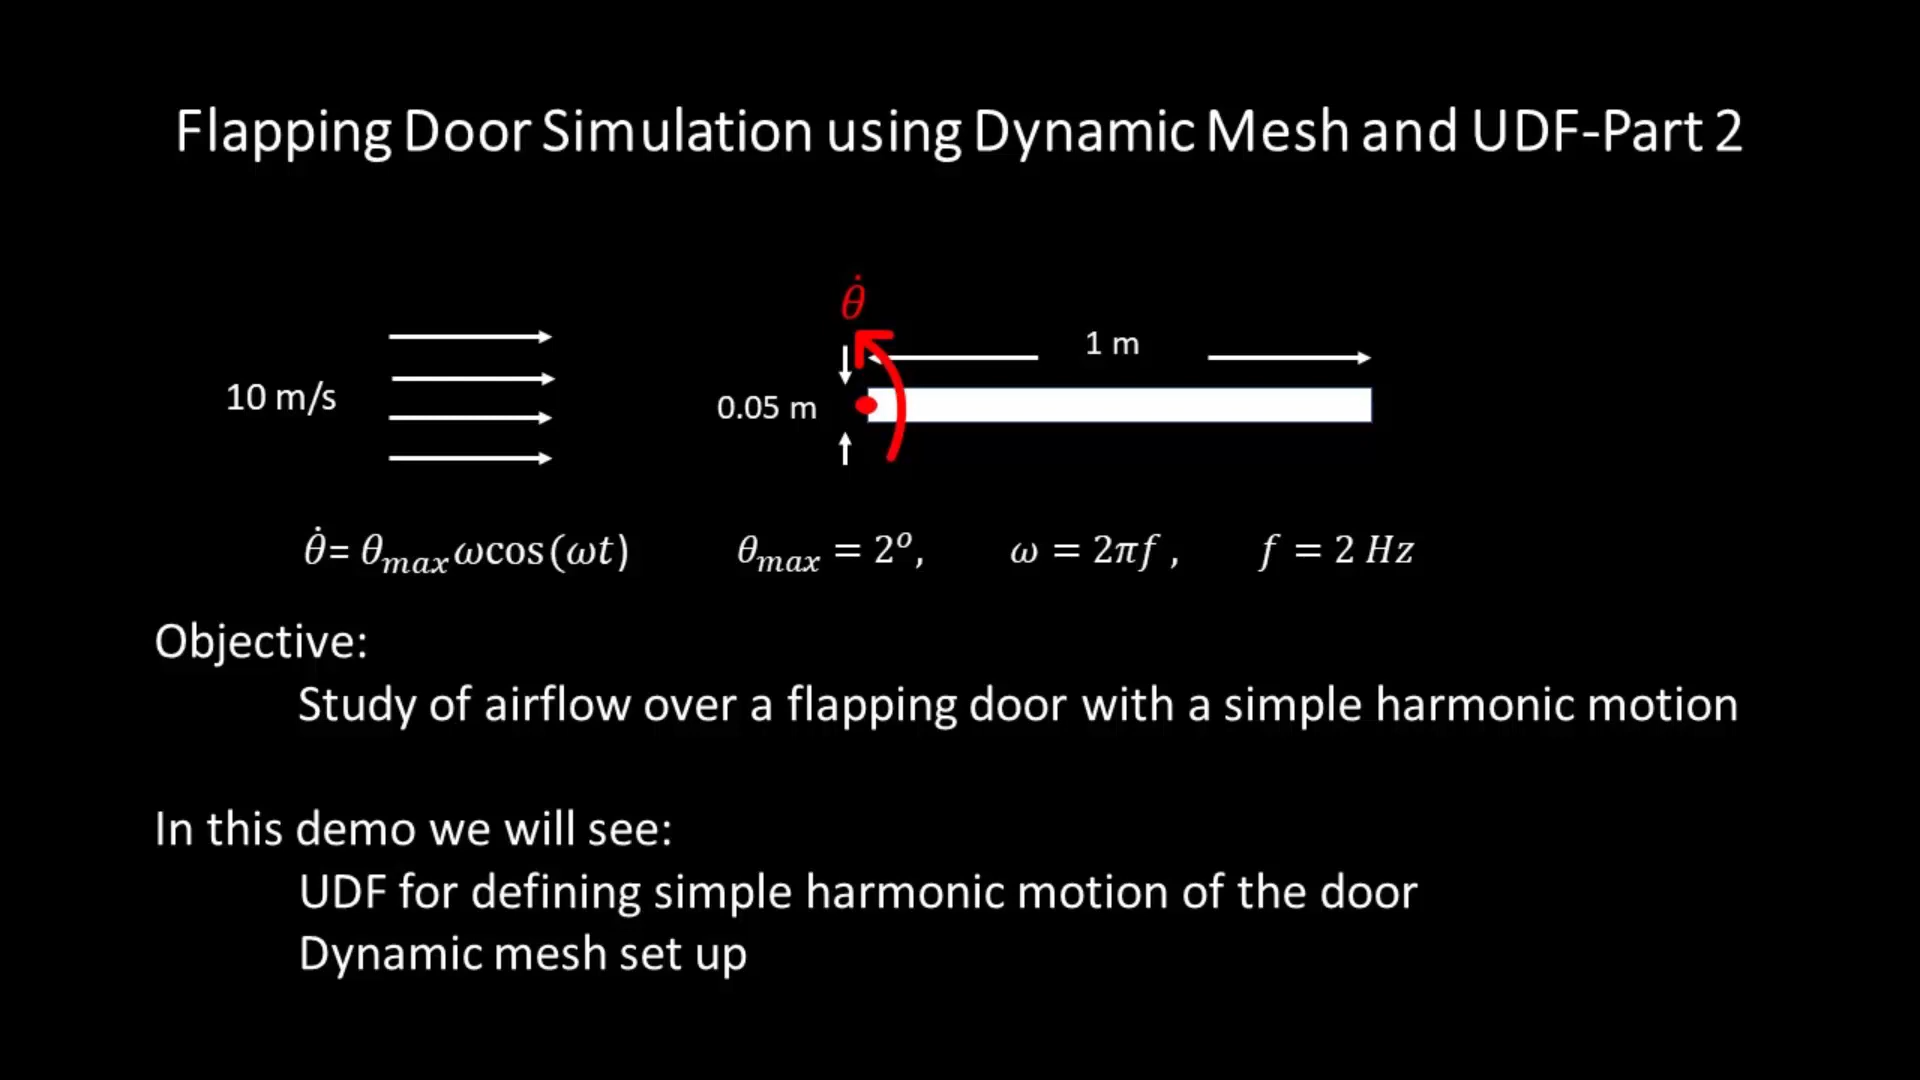 Flapping Door Simulation using Dynamic Mesh and UDF-Part 2
θ̇
1 m
10 m/s
0.05 m
θ̇= θ_max ωcos(ωt) θ_max = 2°, ω = 2πf , f = 2 Hz
Objective:
Study of airflow over a flapping door with a simple harmonic motion
In this demo we will see:
UDF for defining simple harmonic motion of the door
Dynamic mesh set up